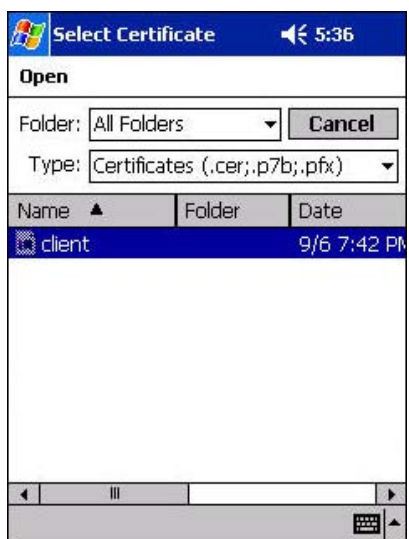 Select Certificate 5:36
Open
Folder: All Folders Cancel
Type: Certificates (.cer;.p7b;.pfx)
Name Folder Date
client 9/6 7:42 PM